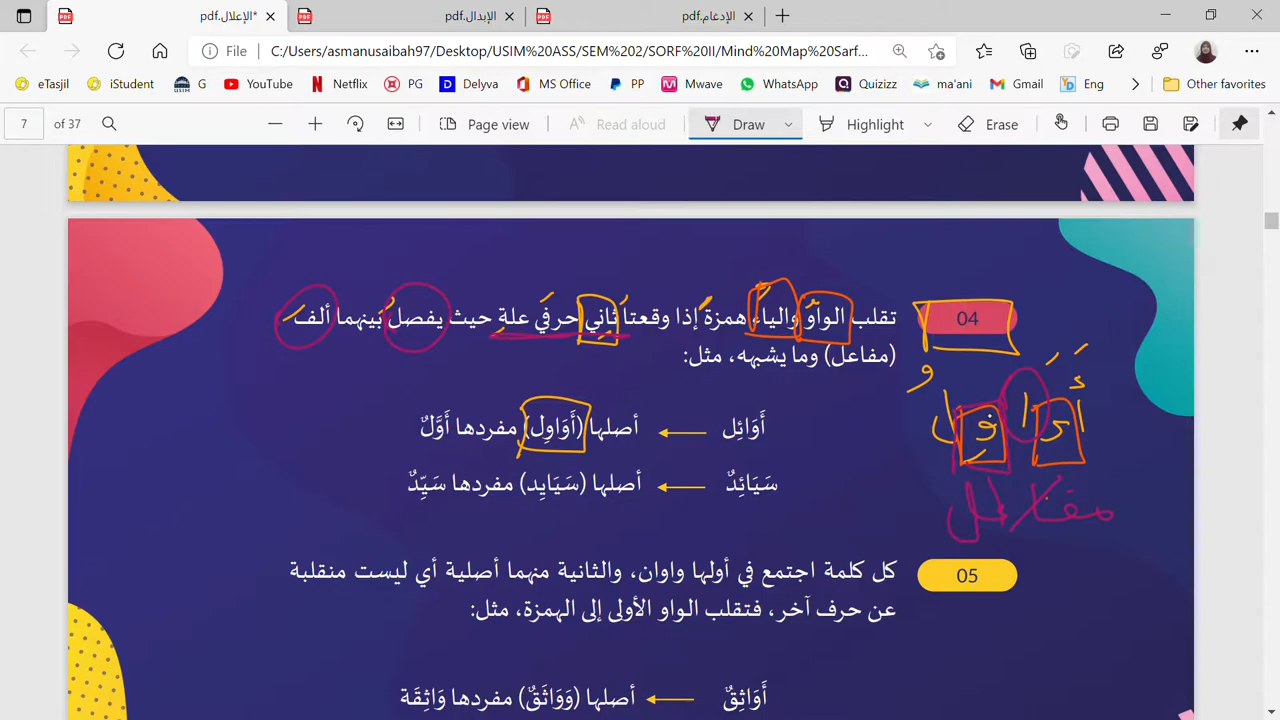 الإعلال.pdf*
الإبدال.pdf
الإدغام.pdf
File
C:/Users/asmanusaibah97/Desktop/USIM%20ASS/SEM%202/SORF%20II/Mind%20Map%20Sarf...
eTasjil iStudent G YouTube Netflix PG Delyva MS Office PP Mwave WhatsApp Quizizz ma'ani Gmail Eng Other favorites
7 of 37 Page view Read aloud Draw Highlight Erase
04
تقلب الواو والياء همزة إذا وقعتا ثاني حرفي علة حيث يفصل بينهما ألف
(مفاعل) وما يشبهه، مثل:
أَوَائِل ← أصلها (أَوَاوِل) مفردها أَوَّلٌ
سَيَائِدٌ ← أصلها (سَيَايِد) مفردها سَيِّدٌ
مفاعل
05
كل كلمة اجتمع في أولها واوان، والثانية منهما أصلية أي ليست منقلبة
عن حرف آخر، فتقلب الواو الأولى إلى الهمزة، مثل:
أَوَاثِقٌ ← أصلها (وَوَاثَقٌ) مفردها وَاثِقَة